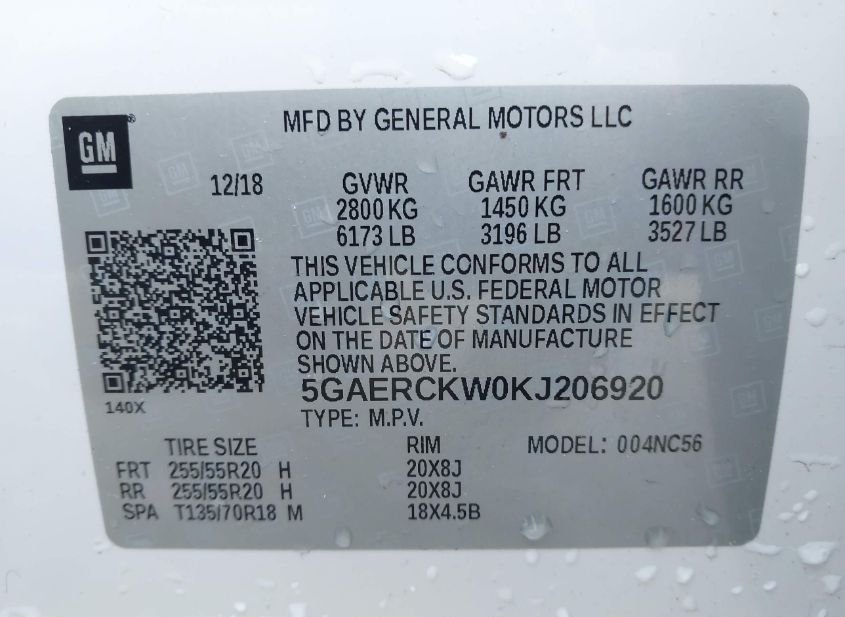 GM
MFD BY GENERAL MOTORS LLC
12/18 GVWR GAWR FRT GAWR RR
2800 KG 1450 KG 1600 KG
6173 LB 3196 LB 3527 LB
THIS VEHICLE CONFORMS TO ALL
APPLICABLE U.S. FEDERAL MOTOR
VEHICLE SAFETY STANDARDS IN EFFECT
ON THE DATE OF MANUFACTURE
SHOWN ABOVE.
5GAERCKW0KJ206920
140X
TYPE: M.P.V.
TIRE SIZE RIM MODEL: 004NC56
FRT 255/55R20 H 20X8J
RR 255/55R20 H 20X8J
SPA T135/70R18 M 18X4.5B